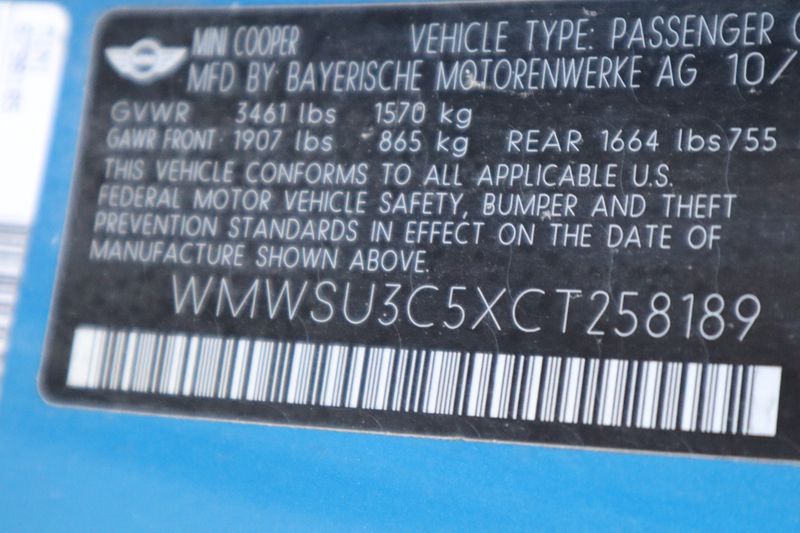 MINI COOPER VEHICLE TYPE: PASSENGER C
MFD BY BAYERISCHE MOTORENWERKE AG 10/
GVWR 3461 lbs 1570 kg
GAWR FRONT 1907 lbs 865 kg REAR 1664 lbs 755
THIS VEHICLE CONFORMS TO ALL APPLICABLE U.S.
FEDERAL MOTOR VEHICLE SAFETY, BUMPER AND THEFT
PREVENTION STANDARDS IN EFFECT ON THE DATE OF
MANUFACTURE SHOWN ABOVE.
WMWSU3C5XCT258189